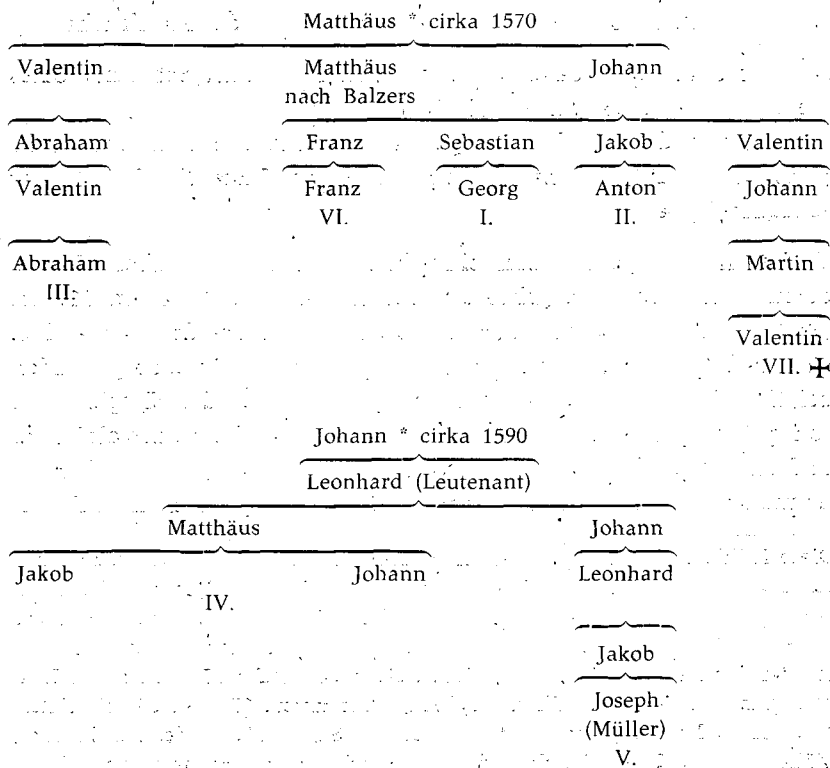 Matthäus * cirka 1570
Valentin Matthäus Johann
nach Balzers
Abraham Franz Sebastian Jakob Valentin
Valentin Franz Georg Anton Johann
VI. I. II.
Abraham Martin
III.
Valentin
VII. ✠
Johann * cirka 1590
Leonhard (Leutenant)
Matthäus Johann
Jakob Johann Leonhard
IV.
Jakob
Joseph
(Müller)
V.